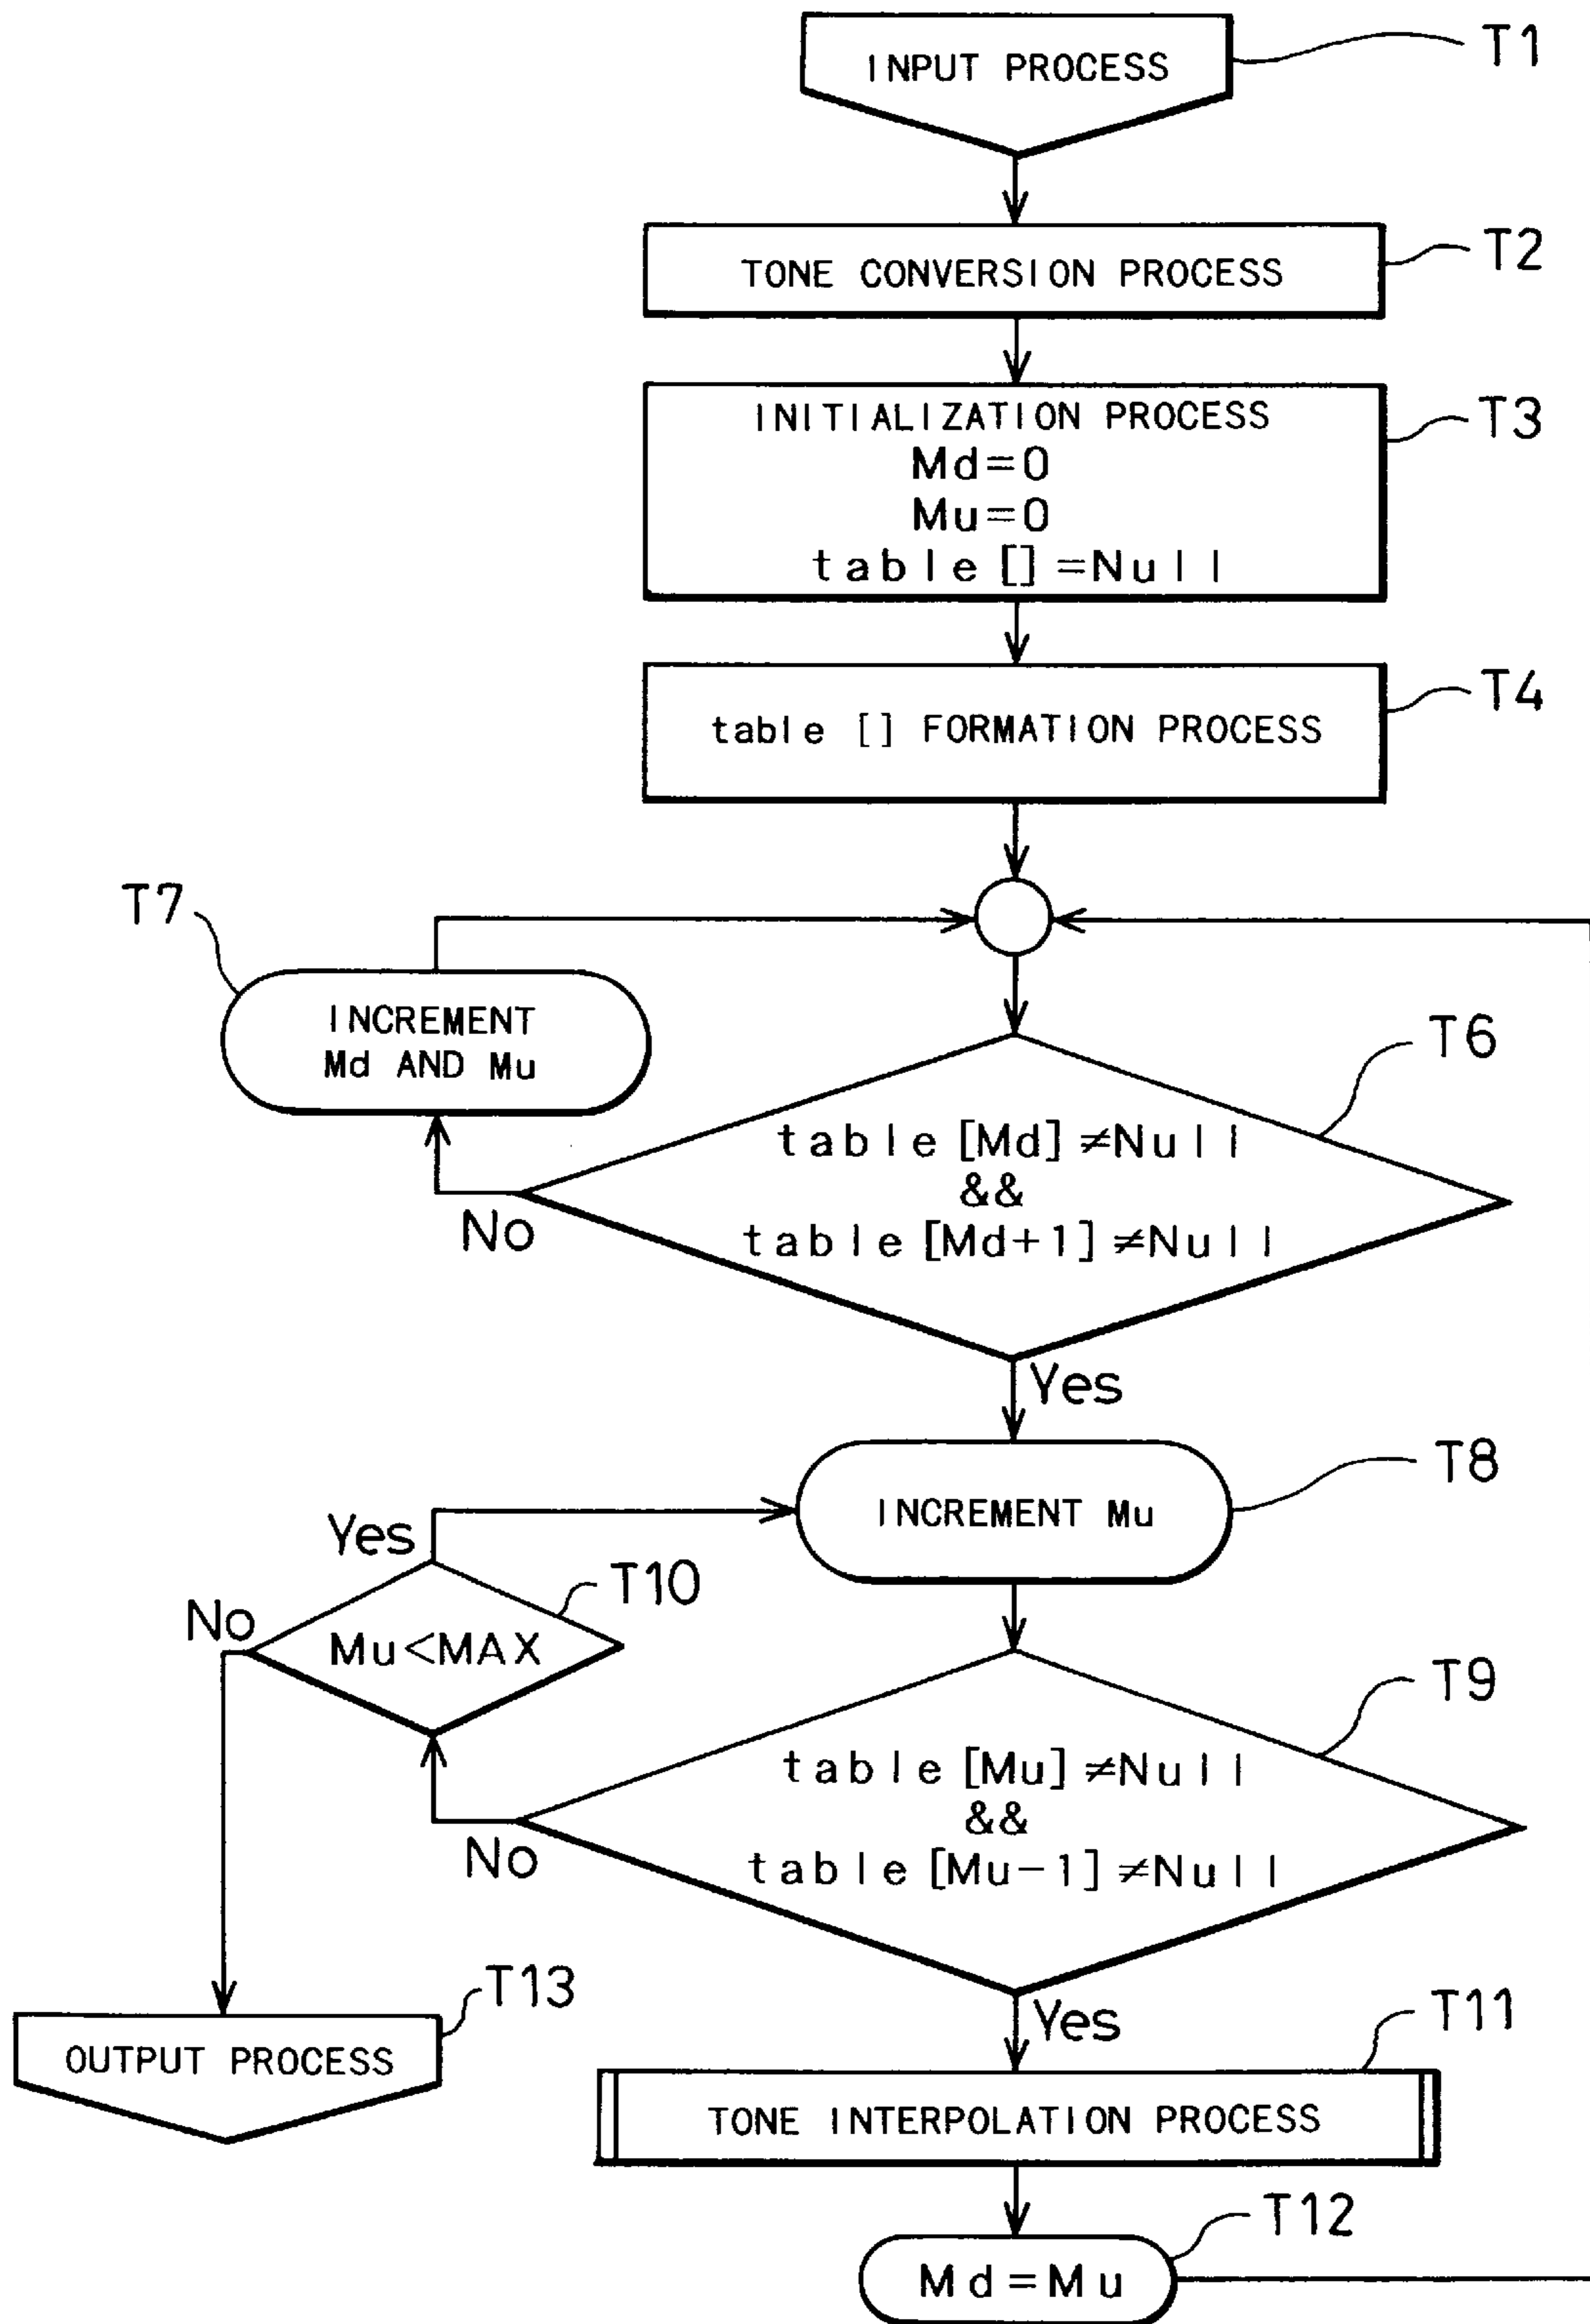 INPUT PROCESS
T1
TONE CONVERSION PROCESS
T2
INITIALIZATION PROCESS
T3
Md=0
Mu=0
table []=Null
table [] FORMATION PROCESS
T4
T7
INCREMENT
Md AND Mu
T6
table [Md]≠Null
&&
table [Md+1]≠Null
No
Yes
INCREMENT Mu
T8
Yes
T10
No
Mu<MAX
T9
table [Mu]≠Null
&&
table [Mu-1]≠Null
No
Yes
T13
OUTPUT PROCESS
T11
TONE INTERPOLATION PROCESS
T12
Md=Mu